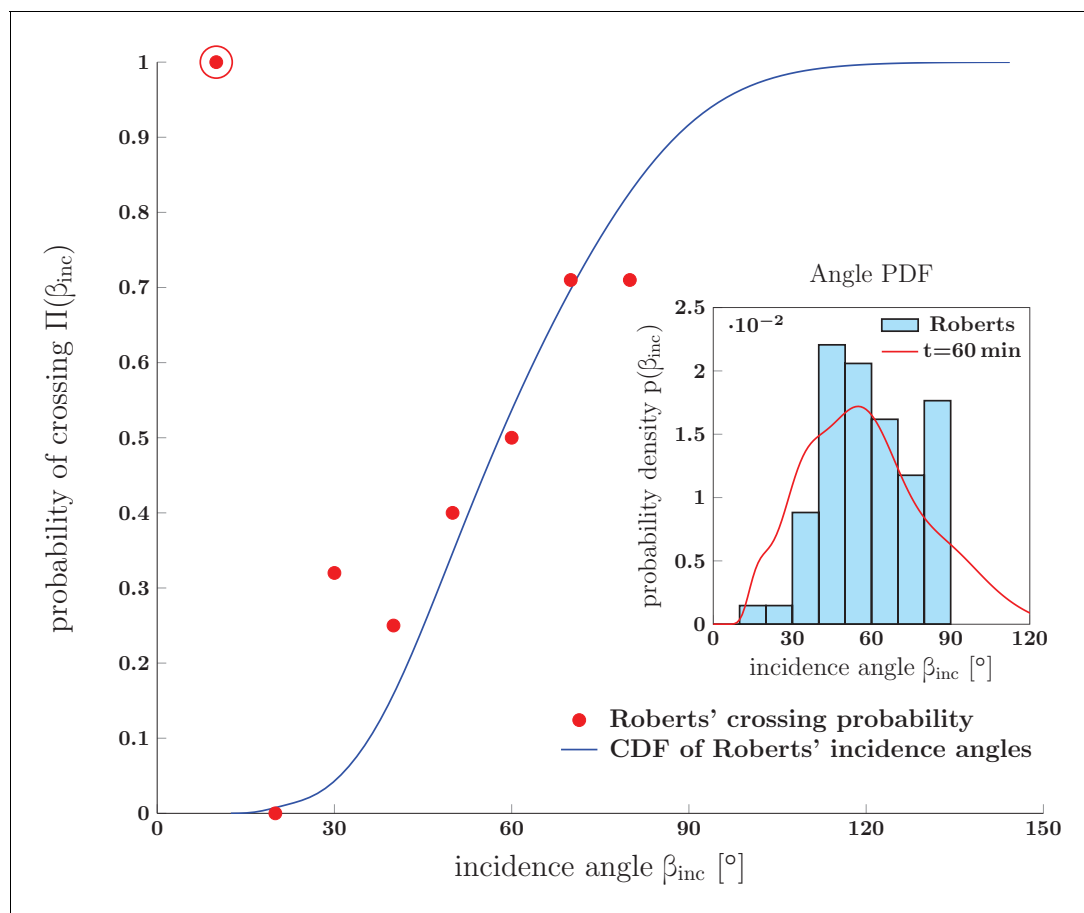 1
0.9
0.8
0.7
0.6
0.5
0.4
0.3
0.2
0.1
0
probability of crossing Π(βinc)
0 30 60 90 120 150
incidence angle βinc [°]
Angle PDF
2.5
2
1.5
1
0.5
0
·10−2
probability density p(βinc)
Roberts
t=60 min
0 30 60 90 120
incidence angle βinc [°]
Roberts' crossing probability
CDF of Roberts' incidence angles